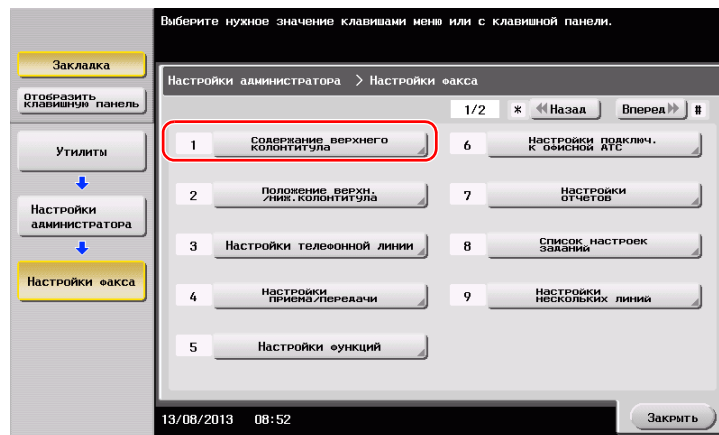 Выберите нужное значение клавишами меню или с клавишной панели.
Закладка
Отобразить
клавишную панель
Утилиты
Настройки
администратора
Настройки факса
Настройки администратора > Настройки факса
1/2 * Назад Вперед #
1 Содержание верхнего
колонтитула
2 Положение верхн.
/ниж.колонтитула
3 Настройки телефонной линии
4 Настройки
приема/передачи
5 Настройки функций
6 Настройки подключ.
к офисной АТС
7 Настройки
отчетов
8 Список настроек
заданий
9 Настройки
нескольких линий
13/08/2013 08:52
Закрыть